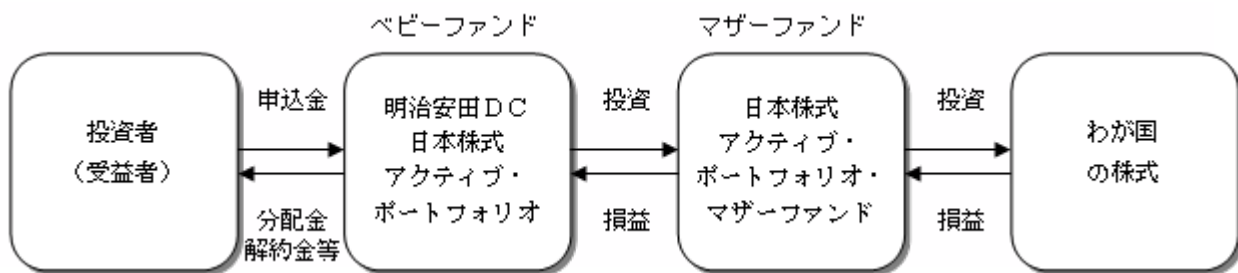 ベビーファンド
マザーファンド
投資者
（受益者）
申込金
分配金
解約金等
明治安田ＤＣ
日本株式
アクティブ・
ポートフォリオ
投資
損益
日本株式
アクティブ・
ポートフォリオ・
マザーファンド
投資
損益
わが国
の株式